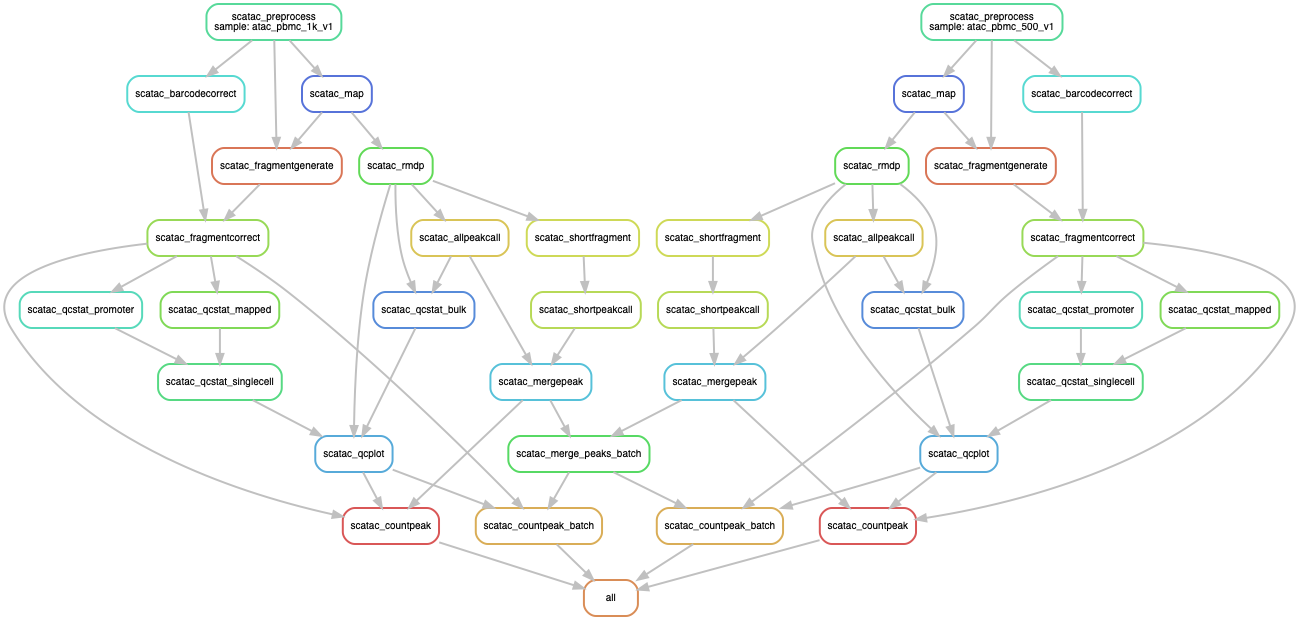 scatac_preprocess
sample: atac_pbmc_1k_v1
scatac_preprocess
sample: atac_pbmc_500_v1
scatac_barcodecorrect
scatac_map
scatac_map
scatac_barcodecorrect
scatac_fragmentgenerate
scatac_rmdp
scatac_rmdp
scatac_fragmentgenerate
scatac_fragmentcorrect
scatac_allpeakcall
scatac_shortfragment
scatac_shortfragment
scatac_allpeakcall
scatac_fragmentcorrect
scatac_qcstat_promoter
scatac_qcstat_mapped
scatac_qcstat_bulk
scatac_shortpeakcall
scatac_shortpeakcall
scatac_qcstat_bulk
scatac_qcstat_promoter
scatac_qcstat_mapped
scatac_qcstat_singlecell
scatac_mergepeak
scatac_mergepeak
scatac_qcstat_singlecell
scatac_qcplot
scatac_merge_peaks_batch
scatac_qcplot
scatac_countpeak
scatac_countpeak_batch
scatac_countpeak_batch
scatac_countpeak
all